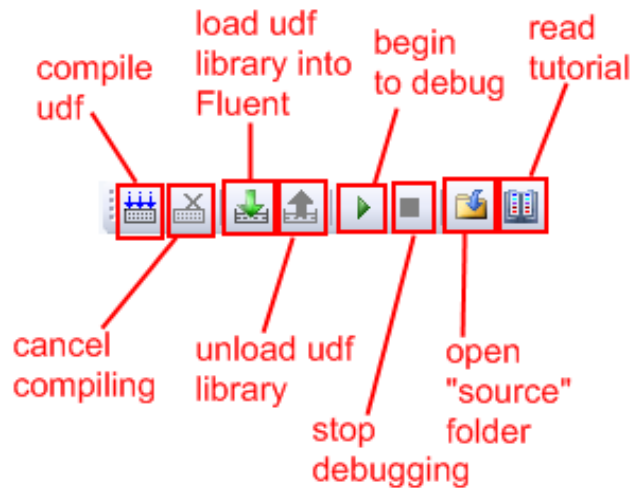 compile
udf
load udf
library into
Fluent
begin
to debug
read
tutorial
cancel
compiling
unload udf
library
stop
debugging
open
"source"
folder